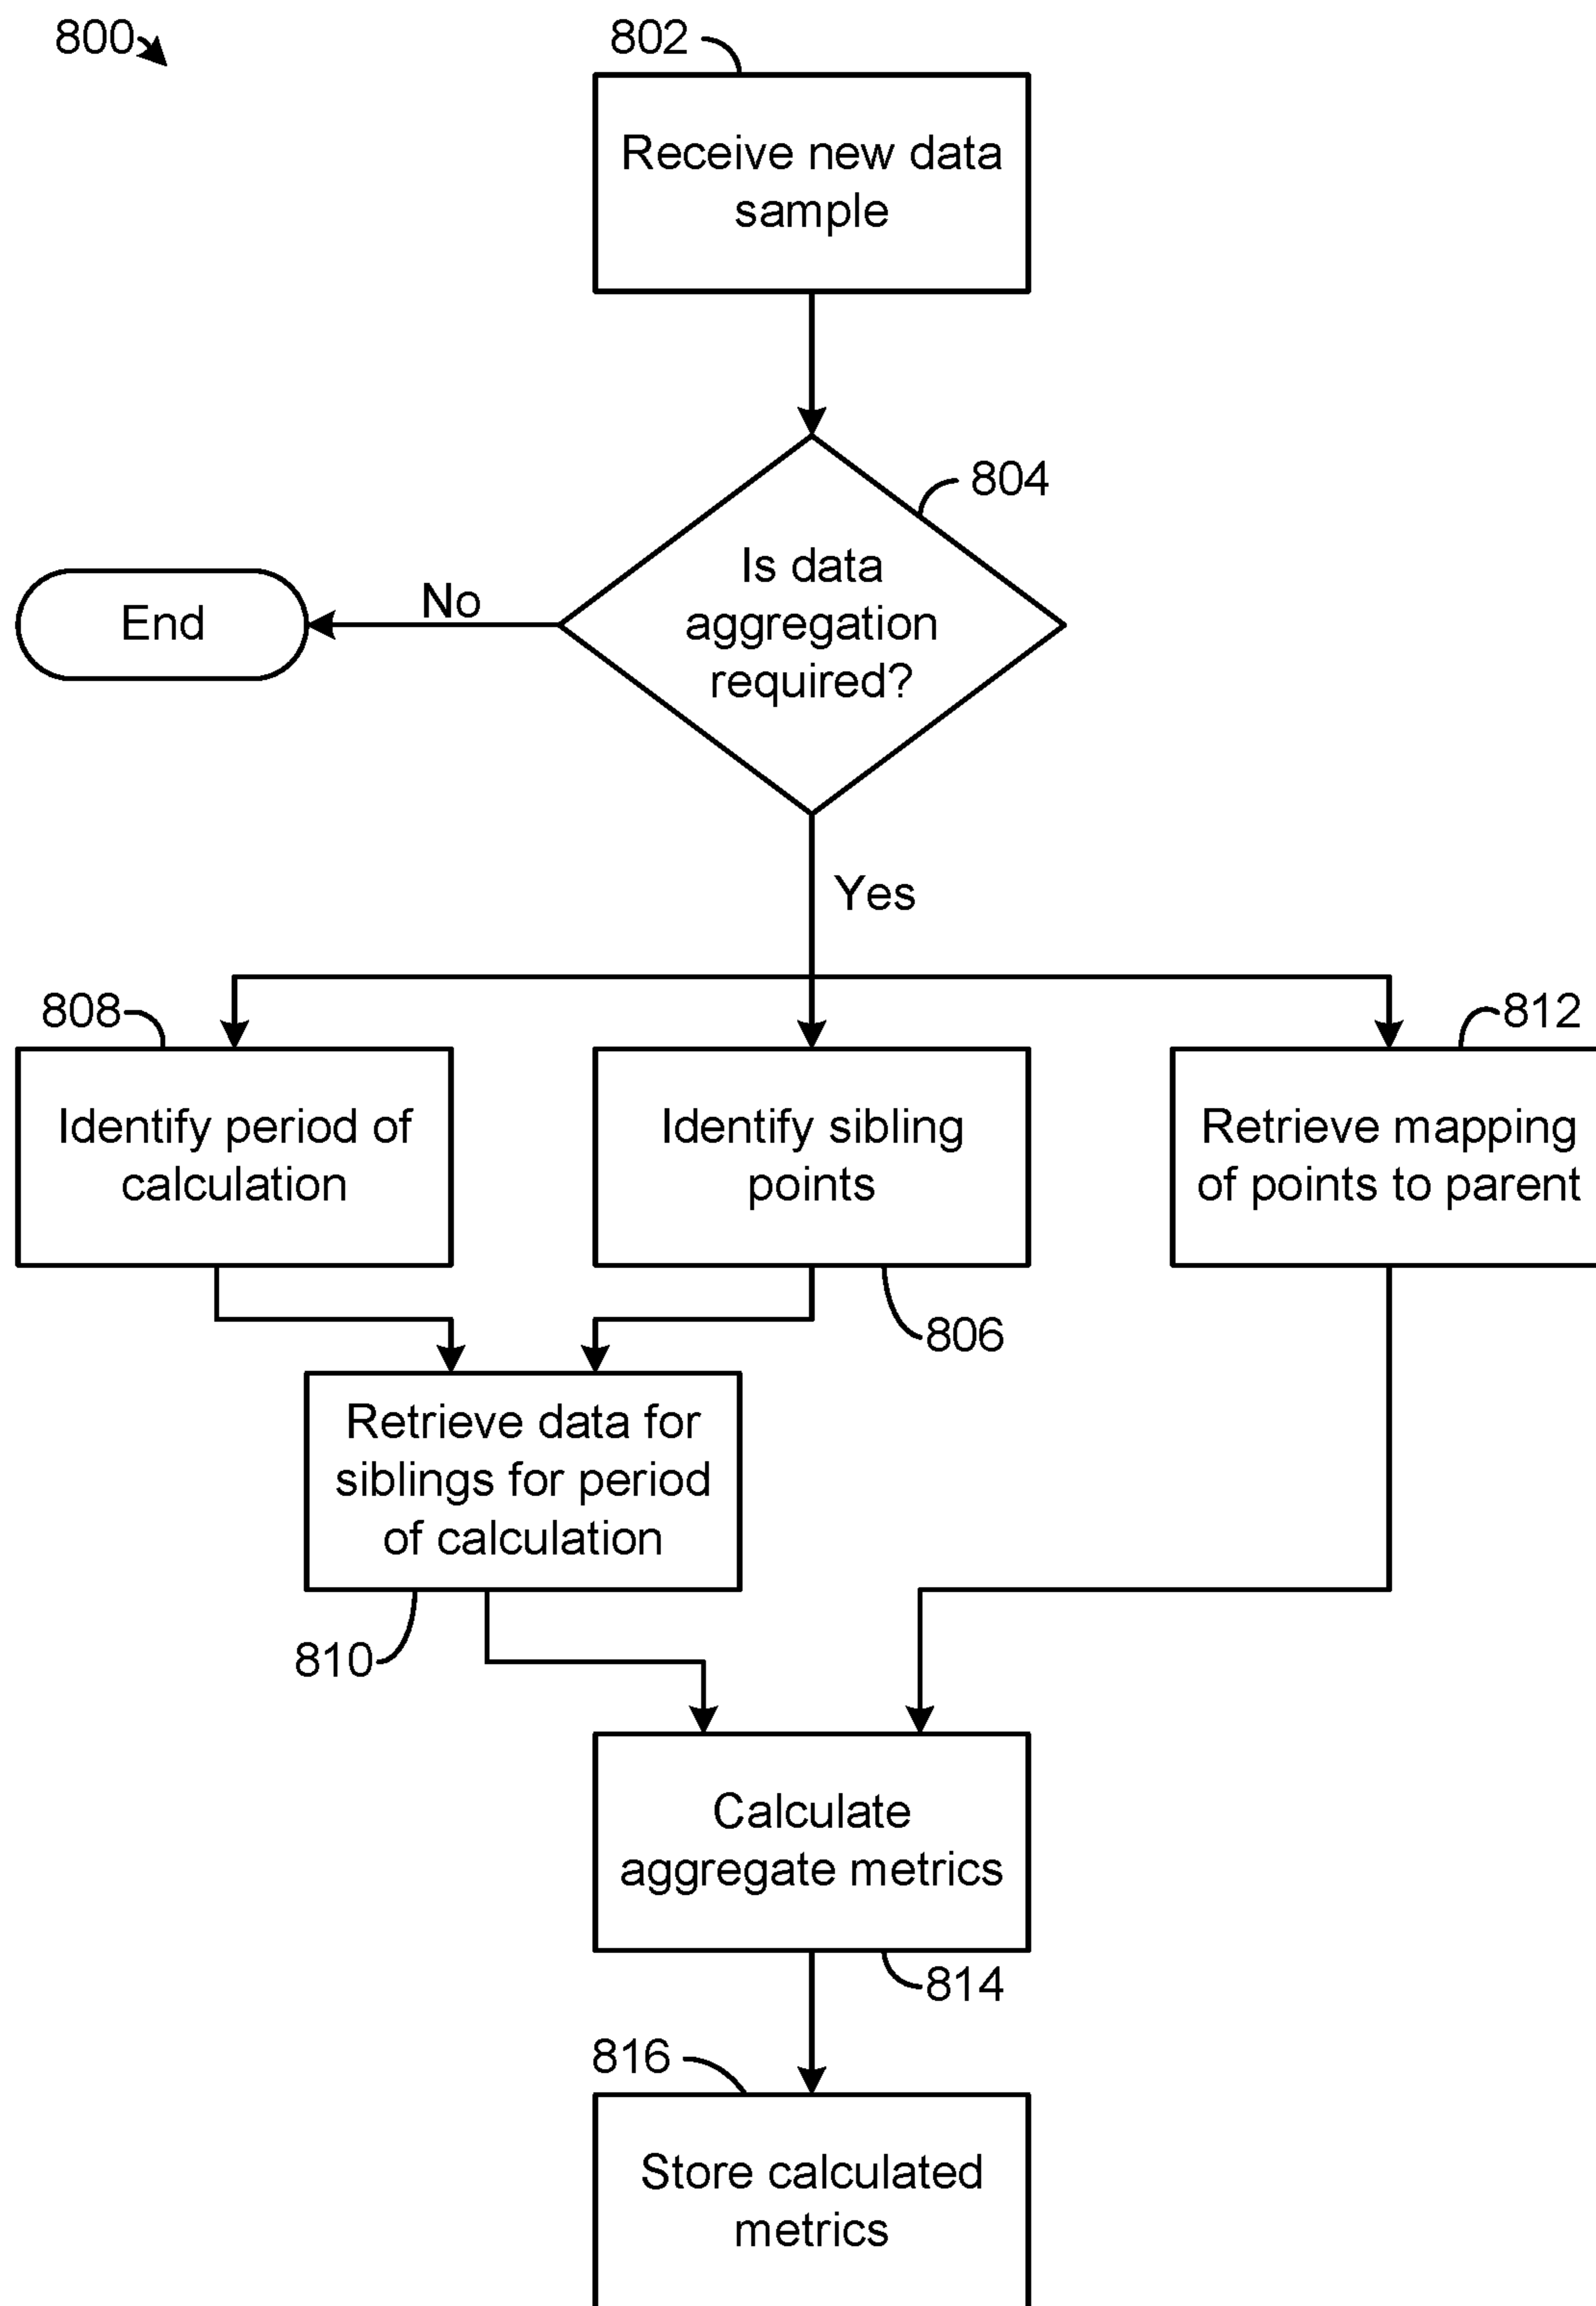 800
802
Receive new data
sample
804
Is data
aggregation
required?
No
End
Yes
808
812
Identify period of
calculation
Identify sibling
points
Retrieve mapping
of points to parent
806
Retrieve data for
siblings for period
of calculation
810
Calculate
aggregate metrics
814
816
Store calculated
metrics